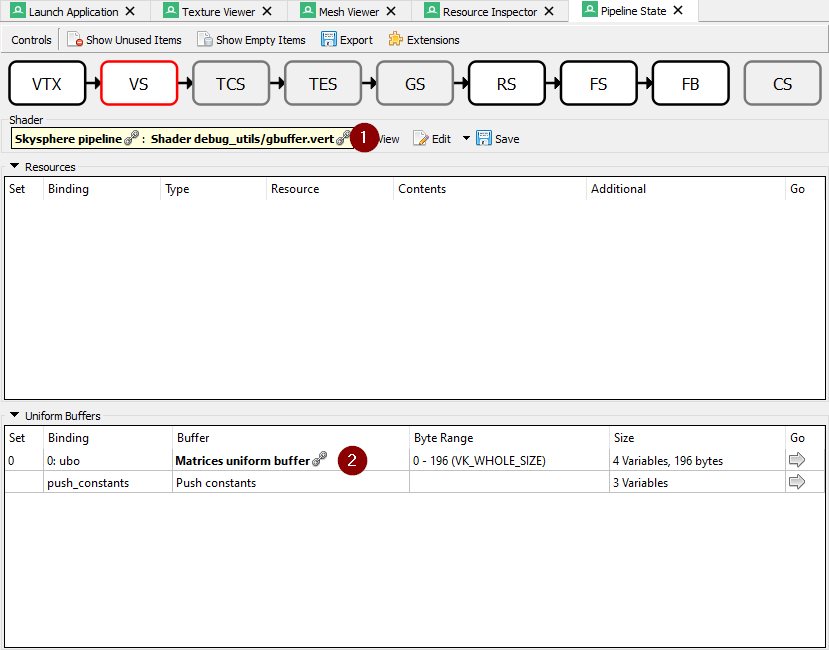 Launch Application Texture Viewer Mesh Viewer Resource Inspector Pipeline State
Controls Show Unused Items Show Empty Items Export Extensions
VTX VS TCS TES GS RS FS FB CS
Shader
Skysphere pipeline : Shader debug_utils/gbuffer.vert 1 View Edit Save
Resources
Set Binding Type Resource Contents Additional Go
Uniform Buffers
Set Binding Buffer Byte Range Size Go
0 0: ubo Matrices uniform buffer 2 0 - 196 (VK_WHOLE_SIZE) 4 Variables, 196 bytes
push_constants Push constants 3 Variables